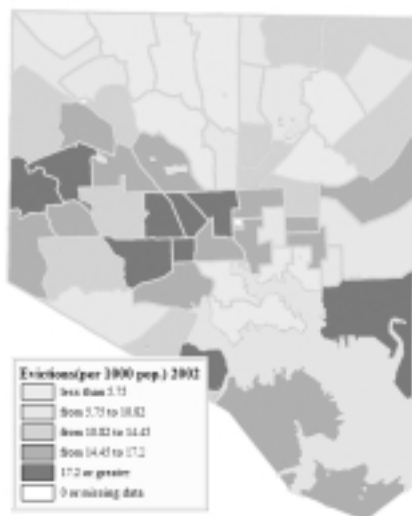 Evictions(per 1000 pop.) 2002
less than 5.75
from 5.75 to 10.82
from 10.82 to 14.45
from 14.45 to 17.2
17.2 or greater
0 or missing data